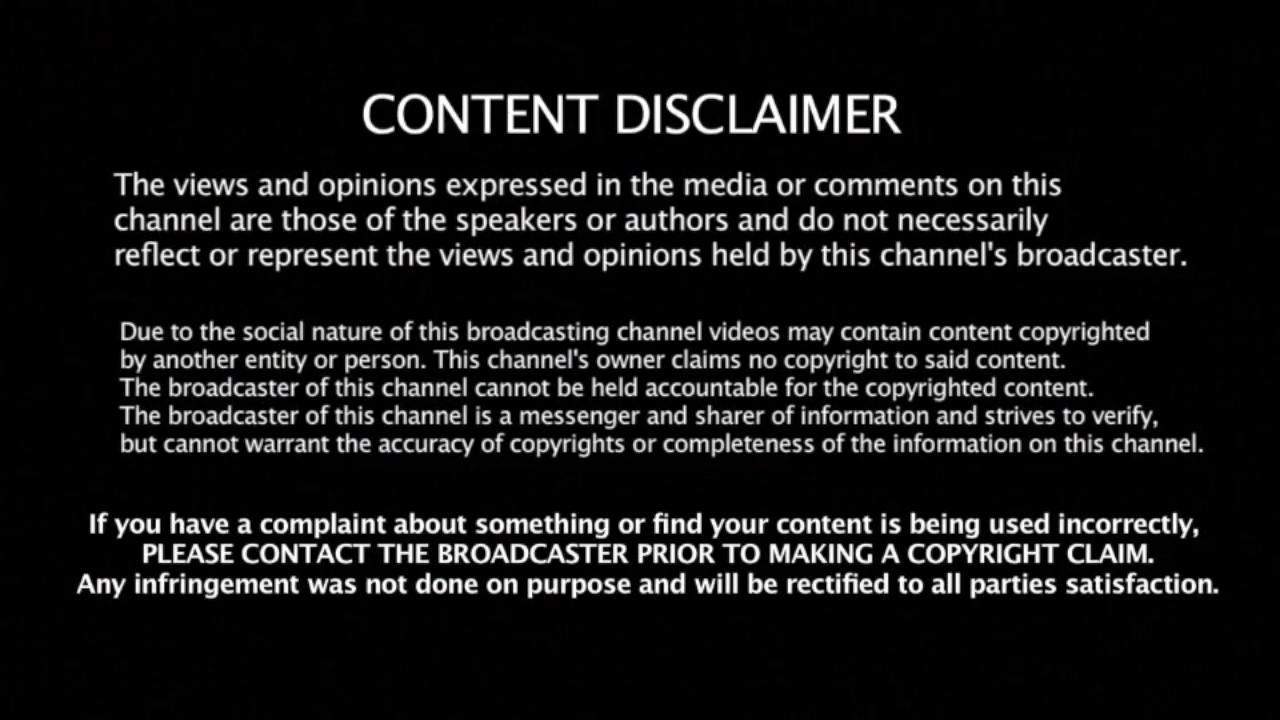 CONTENT DISCLAIMER
The views and opinions expressed in the media or comments on this
channel are those of the speakers or authors and do not necessarily
reflect or represent the views and opinions held by this channel's broadcaster.
Due to the social nature of this broadcasting channel videos may contain content copyrighted
by another entity or person. This channel's owner claims no copyright to said content.
The broadcaster of this channel cannot be held accountable for the copyrighted content.
The broadcaster of this channel is a messenger and sharer of information and strives to verify,
but cannot warrant the accuracy of copyrights or completeness of the information on this channel.
If you have a complaint about something or find your content is being used incorrectly,
PLEASE CONTACT THE BROADCASTER PRIOR TO MAKING A COPYRIGHT CLAIM.
Any infringement was not done on purpose and will be rectified to all parties satisfaction.